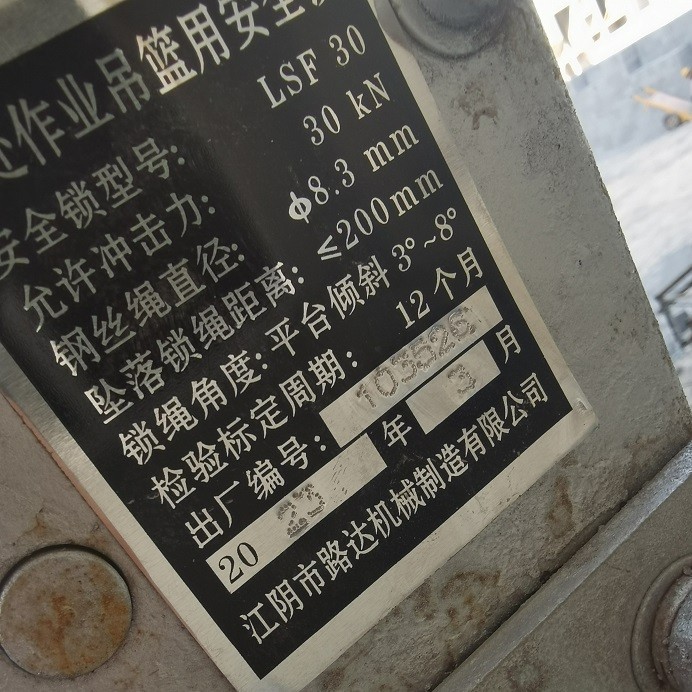 处作业吊篮用安全
安全锁型号: LSF 30
允许冲击力: 30 kN
钢丝绳直径: ϕ8.3 mm
坠落锁绳距离: ≤200mm
锁绳角度: 平台倾斜 3°~8°
检验标定周期: 12个月
出厂编号: 103526
20 23 年 3 月
江阴市路达机械制造有限公司